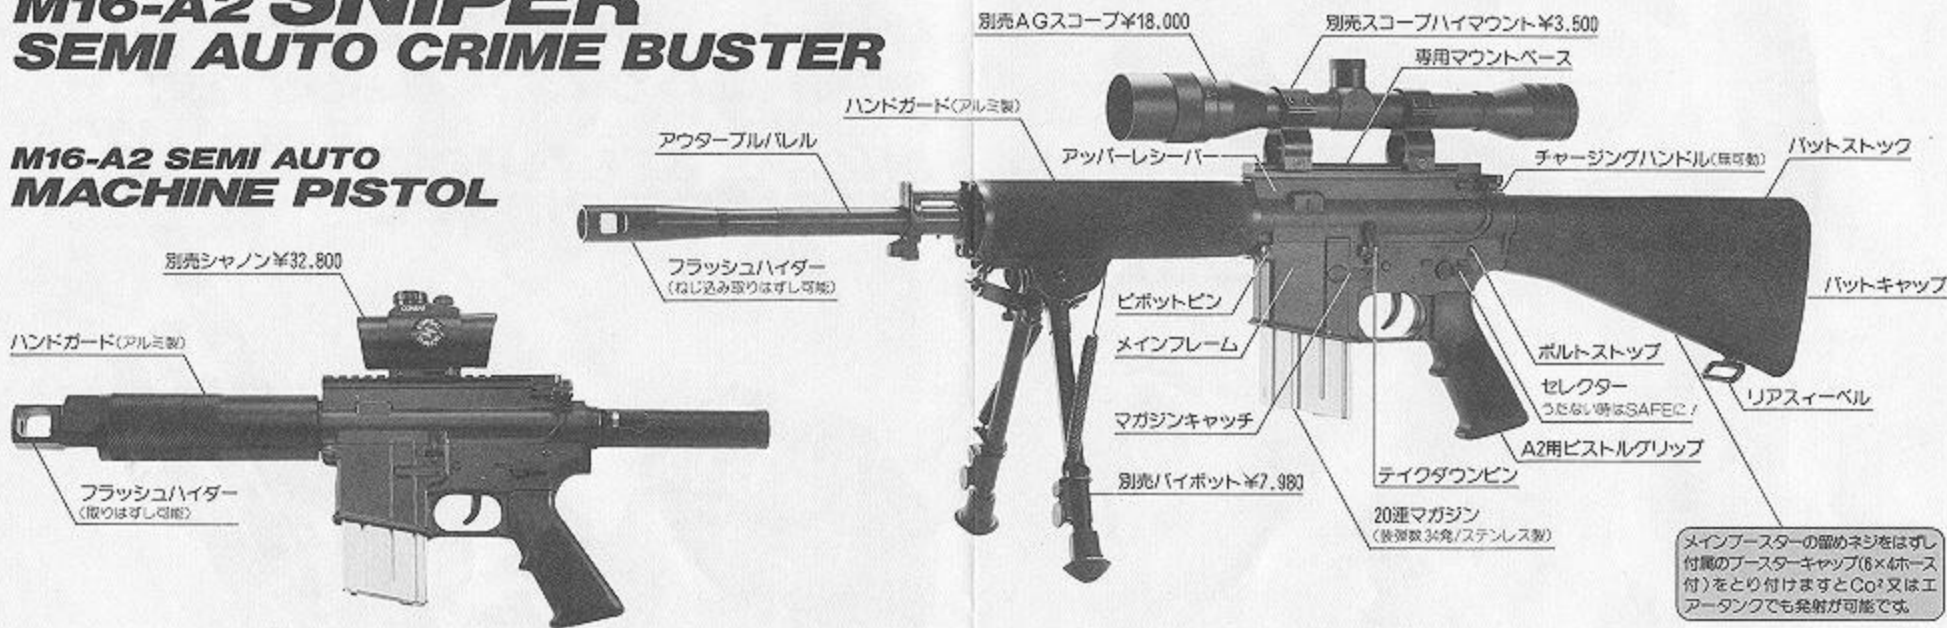 M16-A2 SNIPER
SEMI AUTO CRIME BUSTER
M16-A2 SEMI AUTO
MACHINE PISTOL
別売シャノン¥32.800
ハンドガード(アルミ製)
フラッシュハイダー
(取りはずし可能)
別売AGスコープ¥18.000
別売スコープハイマウント¥3.500
専用マウントベース
ハンドガード(アルミ製)
アウターブルバレル
アッパーレシーバー
チャージングハンドル(無可動)
バットストック
フラッシュハイダー
(ねじ込み取りはずし可能)
ピボットピン
バットキャップ
メインフレーム
ボルトストップ
セレクター
うたない時はSAFEに!
リアスィーベル
マガジンキャッチ
A2用ピストルグリップ
テイクダウンピン
別売バイポット¥7.980
20連マガジン
(装弾数34発/ステンレス製)
メインブースターの留めネジをはずし
付属のブースターキャップ(6×4ホース
付)をとり付けますとCo²又はエ
アータンクでも発射が可能です。